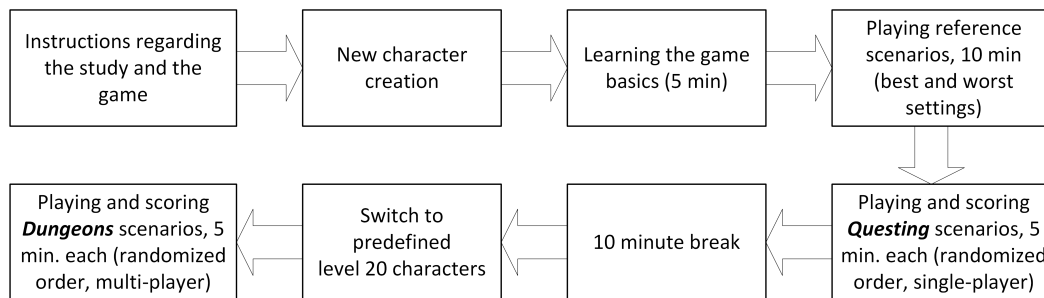 Instructions regarding
the study and the
game
New character
creation
Learning the game
basics (5 min)
Playing reference
scenarios, 10 min
(best and worst
settings)
Playing and scoring
Questing scenarios, 5
min. each (randomized
order, single-player)
10 minute break
Switch to
predefined
level 20 characters
Playing and scoring
Dungeons scenarios, 5
min. each (randomized
order, multi-player)